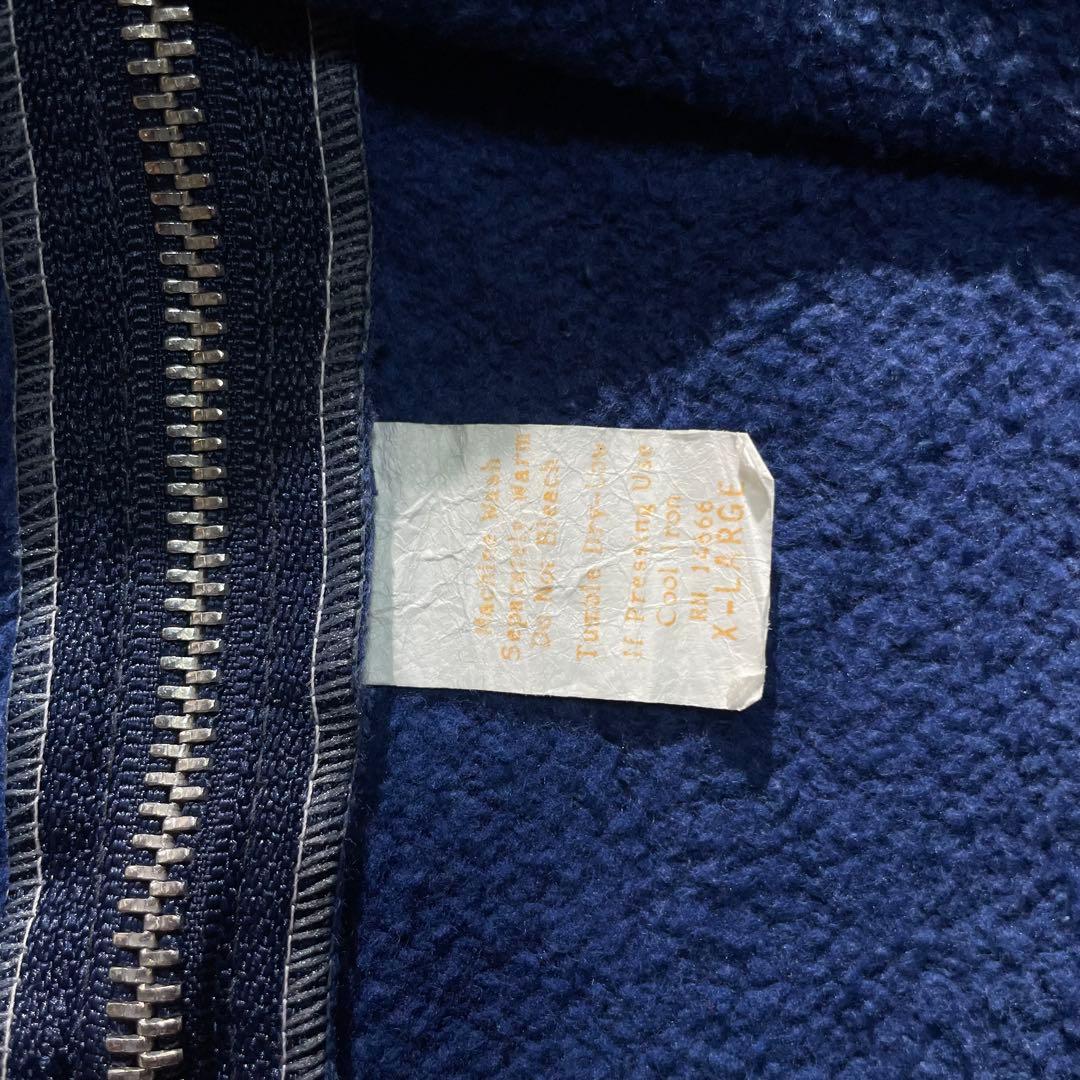 Machine Wash
Separately Warm
Do Not Bleach
Tumble Dry-Low
If Pressing Use
Cool Iron
RN 14666
X-LARGE